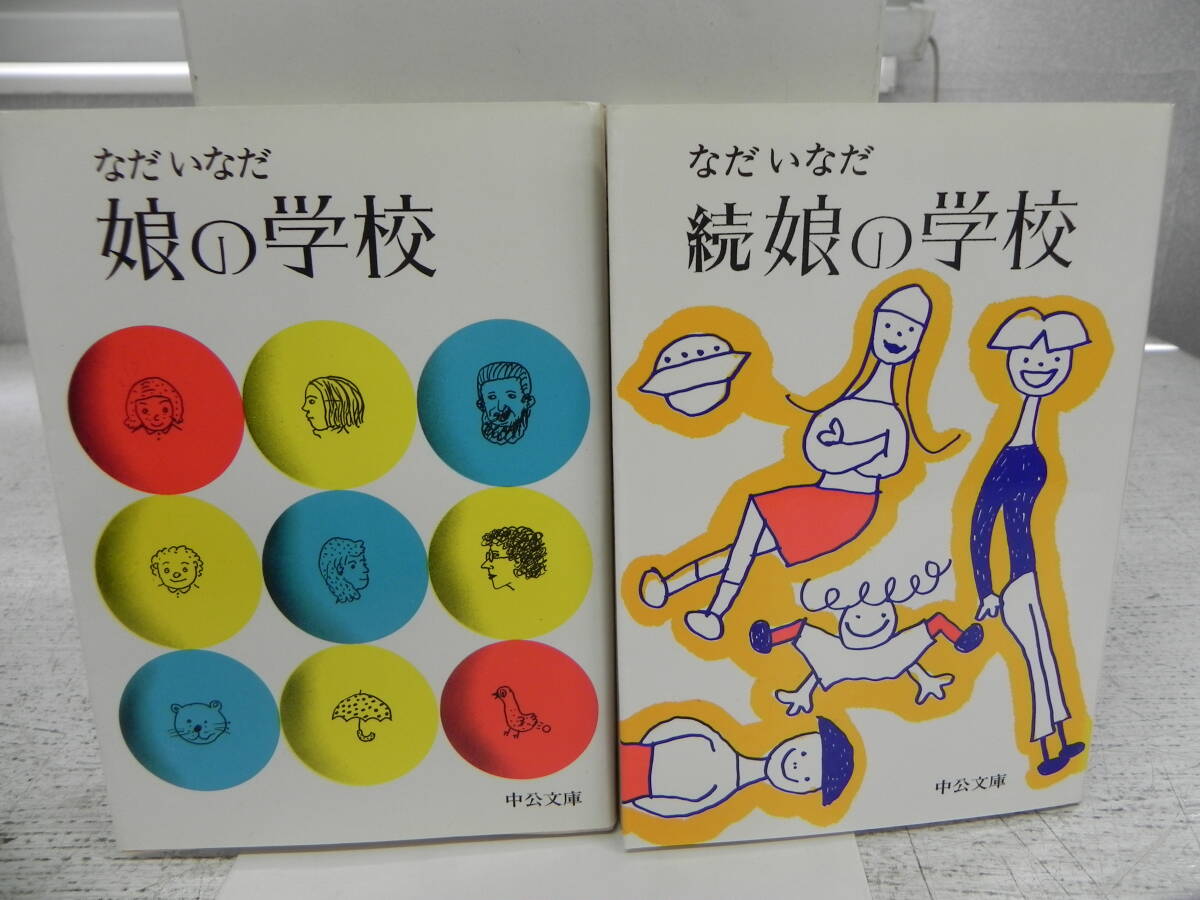 なだ いなだ
娘の学校
中公文庫
なだ いなだ
続 娘の学校
中公文庫